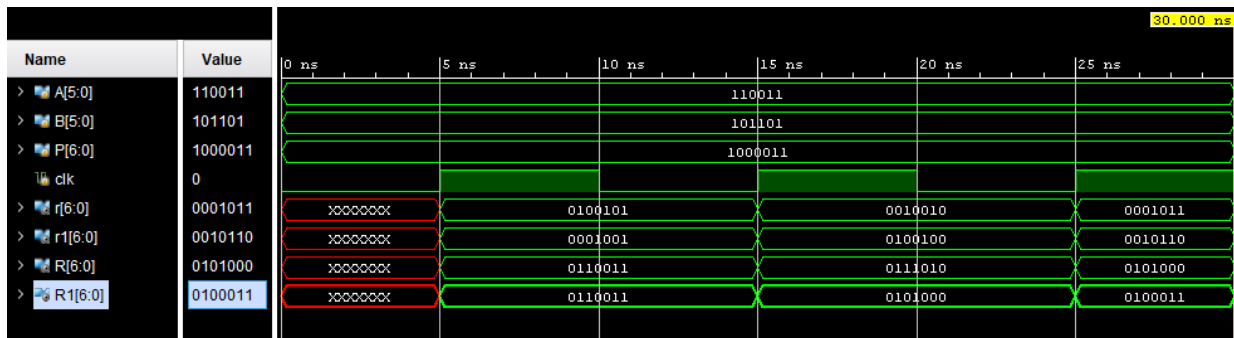 30.000 ns
Name Value 0 ns 5 ns 10 ns 15 ns 20 ns 25 ns
> A[5:0] 110011 110011
> B[5:0] 101101 101101
> P[6:0] 1000011 1000011
clk 0
> r[6:0] 0001011 XXXXXXX 0100101 0010010 0001011
> r1[6:0] 0010110 XXXXXXX 0001001 0100100 0010110
> R[6:0] 0101000 XXXXXXX 0110011 0111010 0101000
> R1[6:0] 0100011 XXXXXXX 0110011 0101000 0100011